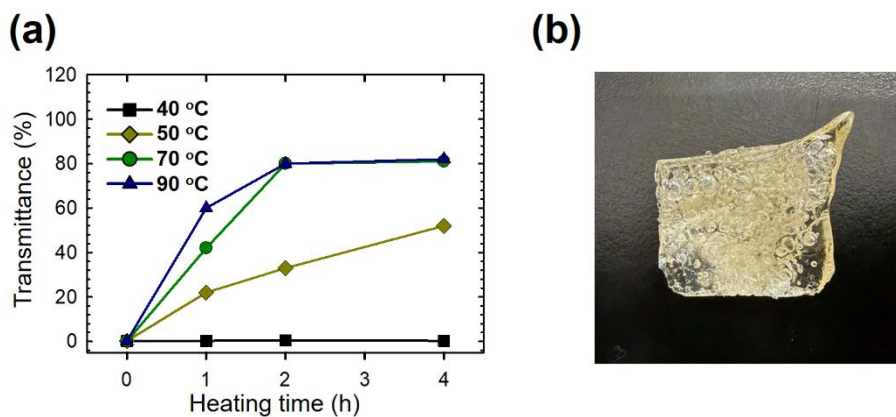 (a)
(b)
120
100
80
60
40
20
0
Transmittance (%)
40 °C
50 °C
70 °C
90 °C
0 1 2 3 4
Heating time (h)